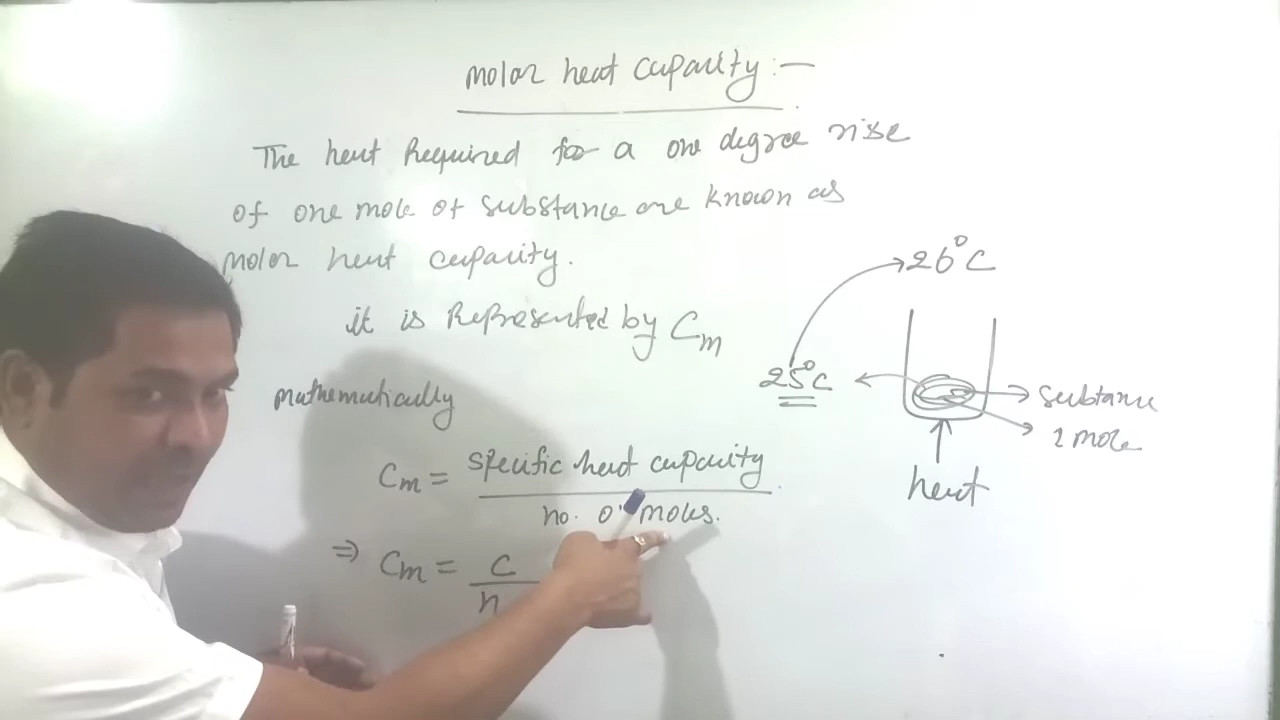 molar heat capacity :-
The heat Required for a one degree rise
of one mole of substance are known as
molar heat capacity.
it is Represented by Cm
mathematically
Cm = specific heat capacity
no. of moles.
⇒ Cm = C
n
26°C
25°C
substance
1 mole
heat